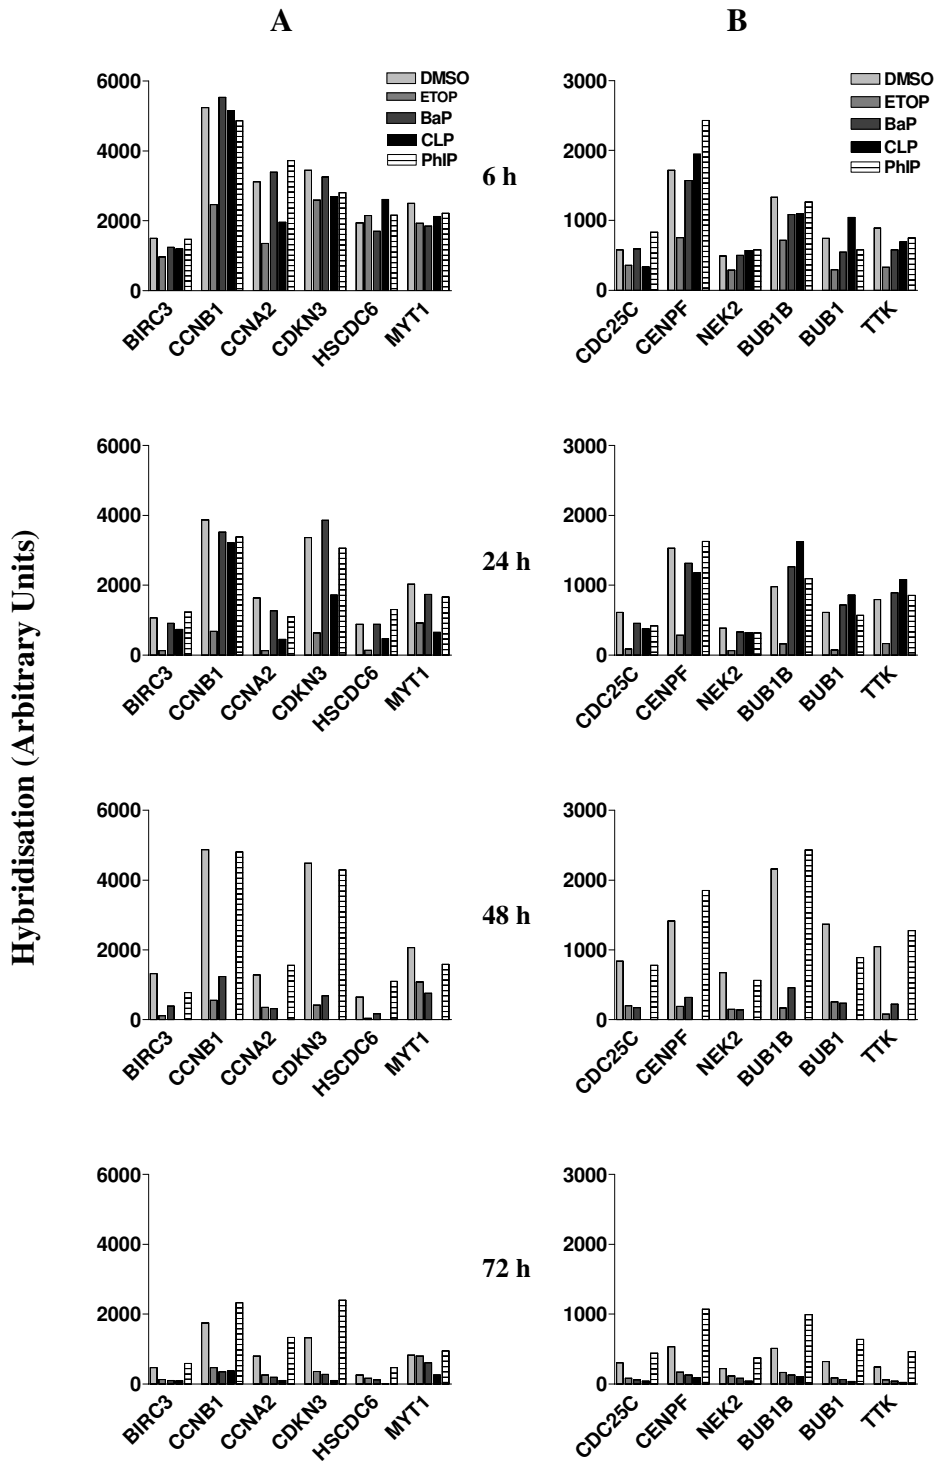 A B
6000
4000
2000
0
DMSO
ETOP
BaP
CLP
PhIP
BIRC3
CCNB1
CCNA2
CDKN3
HSCDC6
MYT1
6 h
3000
2000
1000
0
DMSO
ETOP
BaP
CLP
PhIP
CDC25C
CENPF
NEK2
BUB1B
BUB1
TTK
Hybridisation (Arbitrary Units)
6000
4000
2000
0
BIRC3
CCNB1
CCNA2
CDKN3
HSCDC6
MYT1
24 h
3000
2000
1000
0
CDC25C
CENPF
NEK2
BUB1B
BUB1
TTK
6000
4000
2000
0
BIRC3
CCNB1
CCNA2
CDKN3
HSCDC6
MYT1
48 h
3000
2000
1000
0
CDC25C
CENPF
NEK2
BUB1B
BUB1
TTK
6000
4000
2000
0
BIRC3
CCNB1
CCNA2
CDKN3
HSCDC6
MYT1
72 h
3000
2000
1000
0
CDC25C
CENPF
NEK2
BUB1B
BUB1
TTK